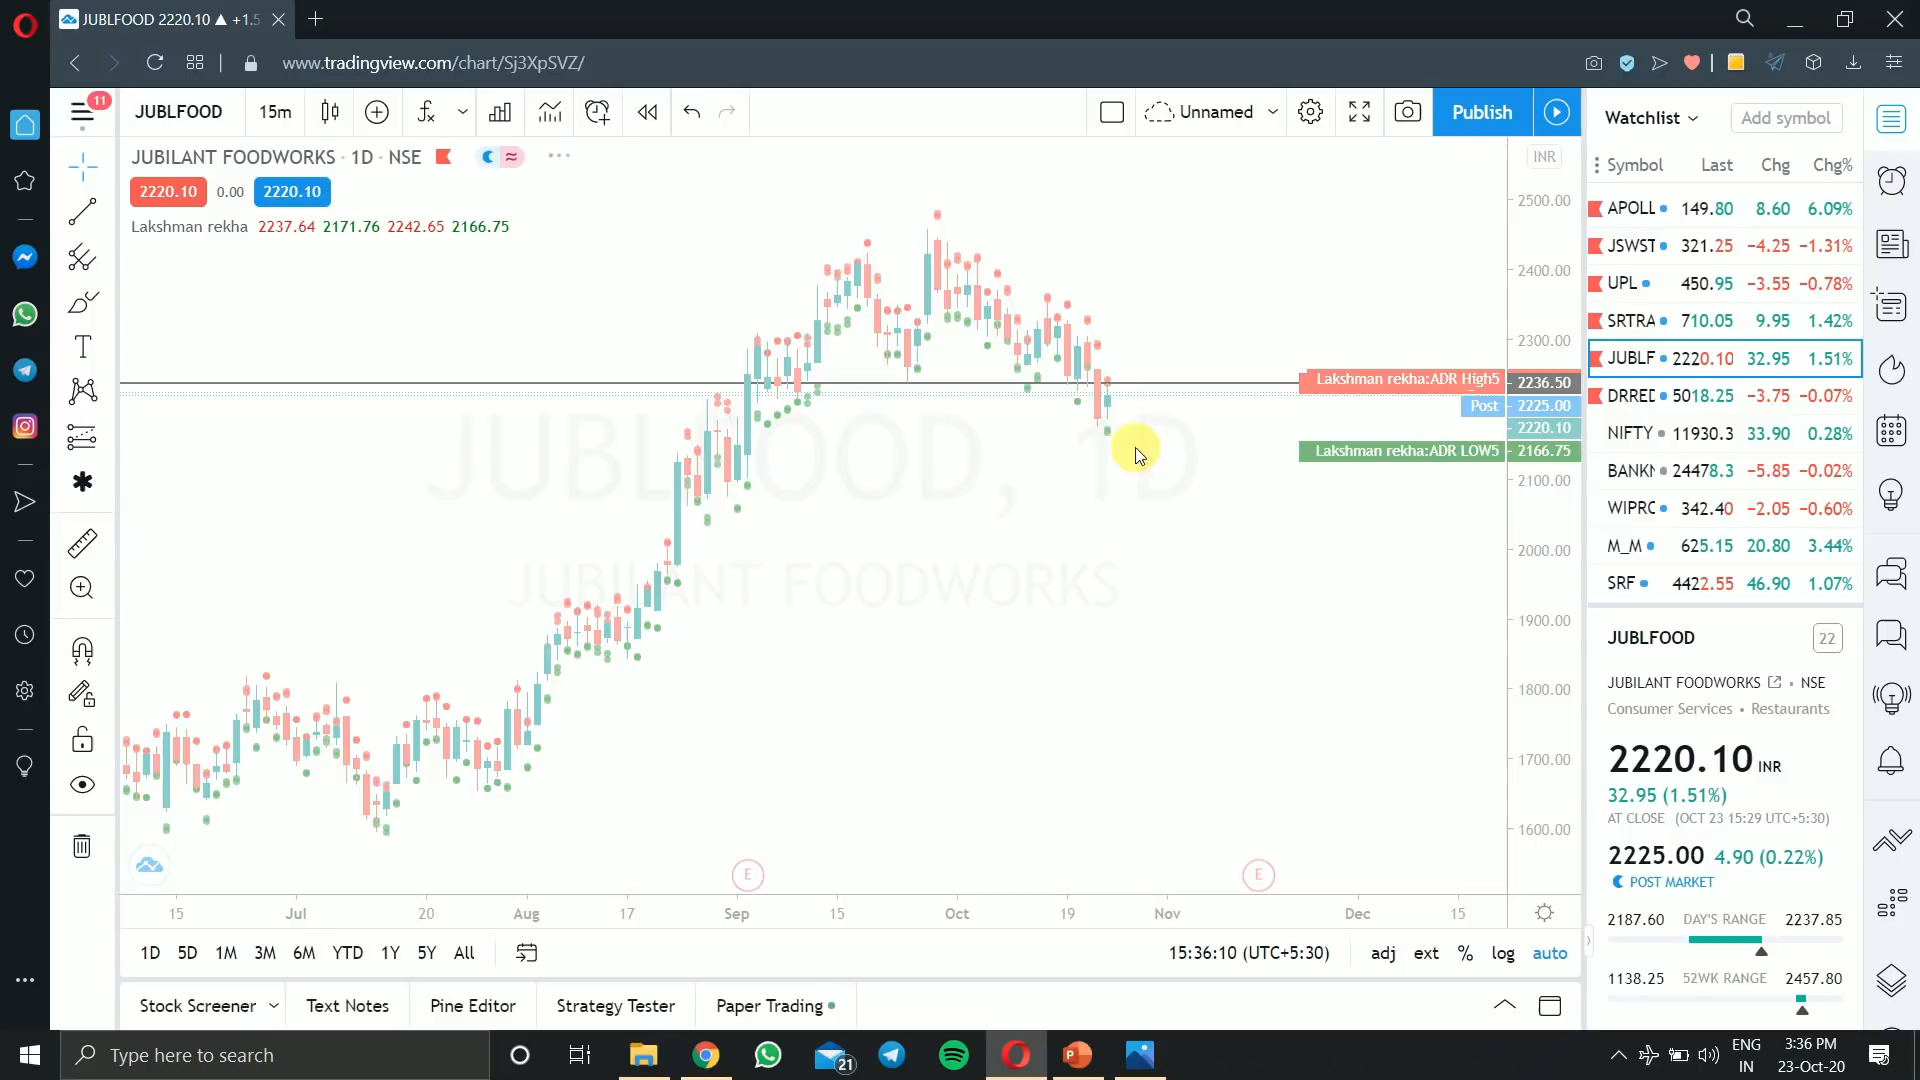 JUBLFOOD 2220.10 ▲ +1.5
www.tradingview.com/chart/Sj3XpSVZ/
11
JUBLFOOD 15m
Unnamed
Publish
JUBILANT FOODWORKS · 1D · NSE
INR
2220.10 0.00 2220.10
Lakshman rekha 2237.64 2171.76 2242.65 2166.75
JUBLFOOD, 1D
JUBILANT FOODWORKS
2500.00
2400.00
2300.00
Lakshman rekha:ADR High5 2236.50
Post 2225.00
2220.10
Lakshman rekha:ADR LOW5 2166.75
2100.00
2000.00
1900.00
1800.00
1700.00
1600.00
E E
15 Jul 20 Aug 17 Sep 15 Oct 19 Nov Dec 15
1D 5D 1M 3M 6M YTD 1Y 5Y All
15:36:10 (UTC+5:30) adj ext % log auto
Stock Screener Text Notes Pine Editor Strategy Tester Paper Trading
Watchlist Add symbol
Symbol Last Chg Chg%
APOLL 149.80 8.60 6.09%
JSWST 321.25 −4.25 −1.31%
UPL 450.95 −3.55 −0.78%
SRTRA 710.05 9.95 1.42%
JUBLF 2220.10 32.95 1.51%
DRREC 5018.25 −3.75 −0.07%
NIFTY 11930.3 33.90 0.28%
BANKN 24478.3 −5.85 −0.02%
WIPRC 342.40 −2.05 −0.60%
M_M 625.15 20.80 3.44%
SRF 4422.55 46.90 1.07%
JUBLFOOD 22
JUBILANT FOODWORKS • NSE
Consumer Services • Restaurants
2220.10 INR
32.95 (1.51%)
AT CLOSE (OCT 23 15:29 UTC+5:30)
2225.00 4.90 (0.22%)
POST MARKET
2187.60 DAY'S RANGE 2237.85
1138.25 52WK RANGE 2457.80
Type here to search
21
ENG
IN
3:36 PM
23-Oct-20